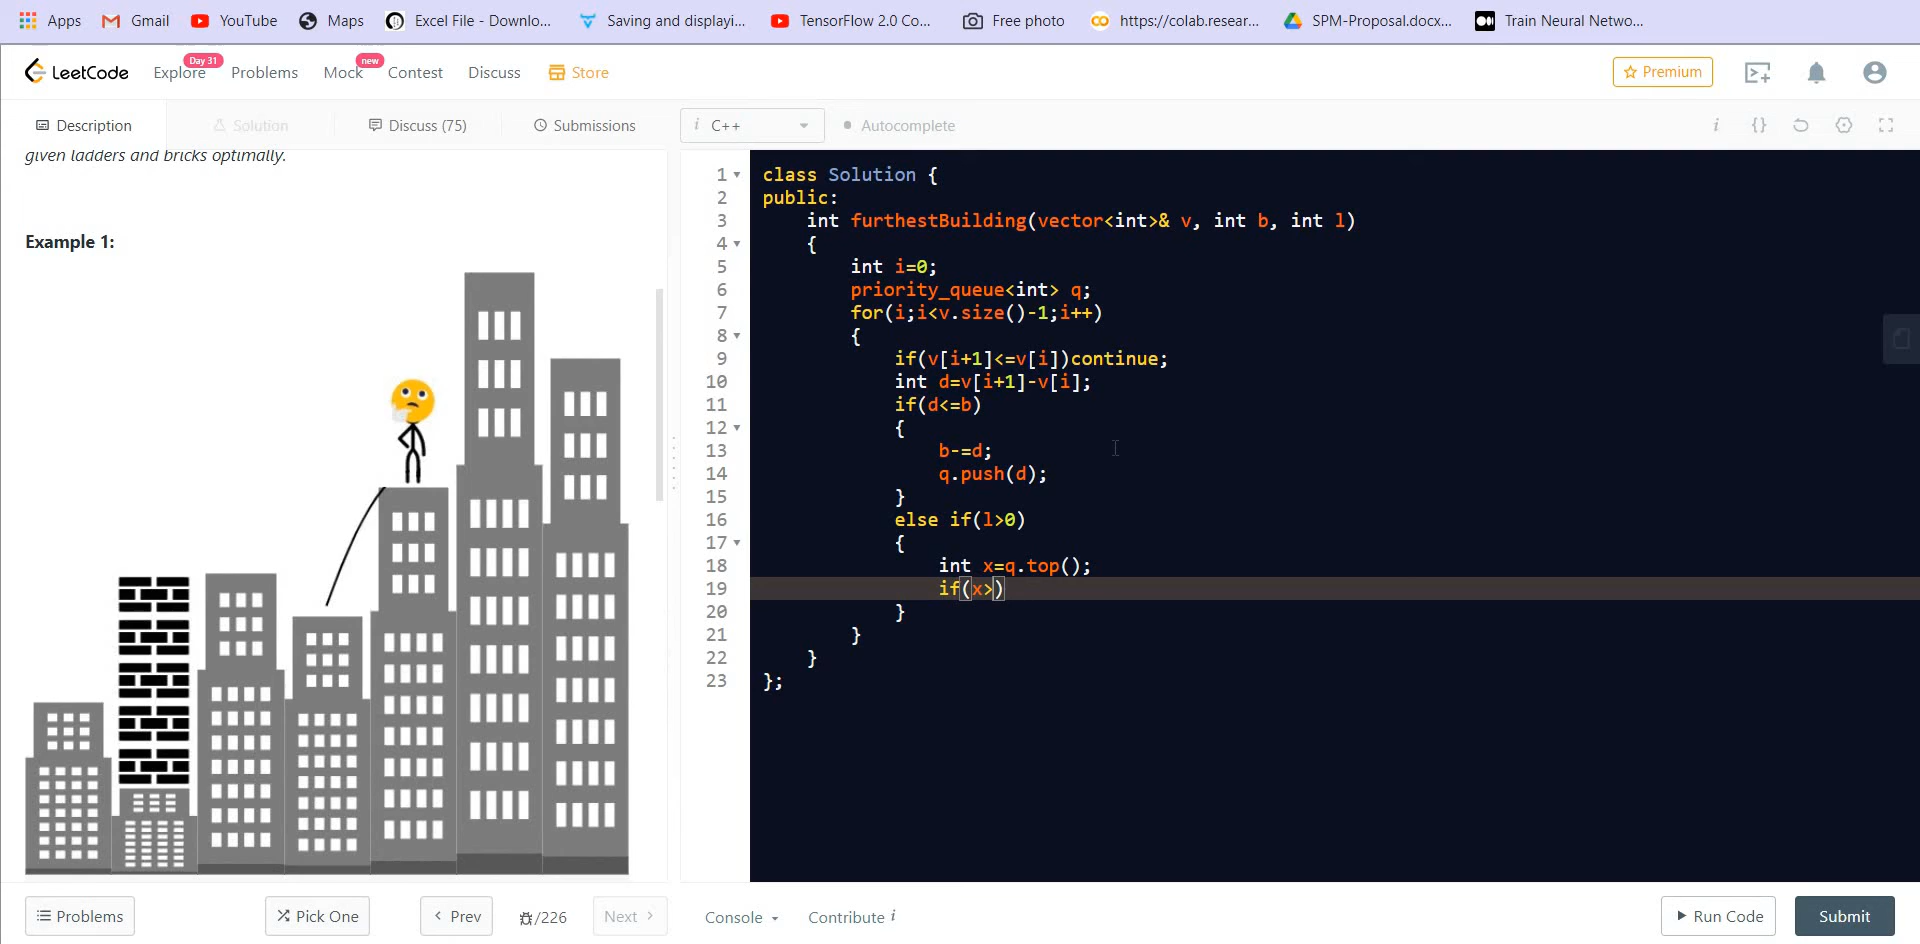 Apps Gmail YouTube Maps Excel File - Downlo... Saving and displayi... TensorFlow 2.0 Co... Free photo https://colab.resear... SPM-Proposal.docx... Train Neural Netwo...
LeetCode Explore Day 31 Problems Mock new Contest Discuss Store Premium
Description Solution Discuss (75) Submissions i C++ Autocomplete i {}
given ladders and bricks optimally.
Example 1:
1 class Solution {
2 public:
3 int furthestBuilding(vector<int>& v, int b, int l)
4 {
5 int i=0;
6 priority_queue<int> q;
7 for(i;i<v.size()-1;i++)
8 {
9 if(v[i+1]<=v[i])continue;
10 int d=v[i+1]-v[i];
11 if(d<=b)
12 {
13 b-=d;
14 q.push(d);
15 }
16 else if(l>0)
17 {
18 int x=q.top();
19 if(x>)
20 }
21 }
22 }
23 };
Problems Pick One Prev /226 Next Console Contribute i Run Code Submit